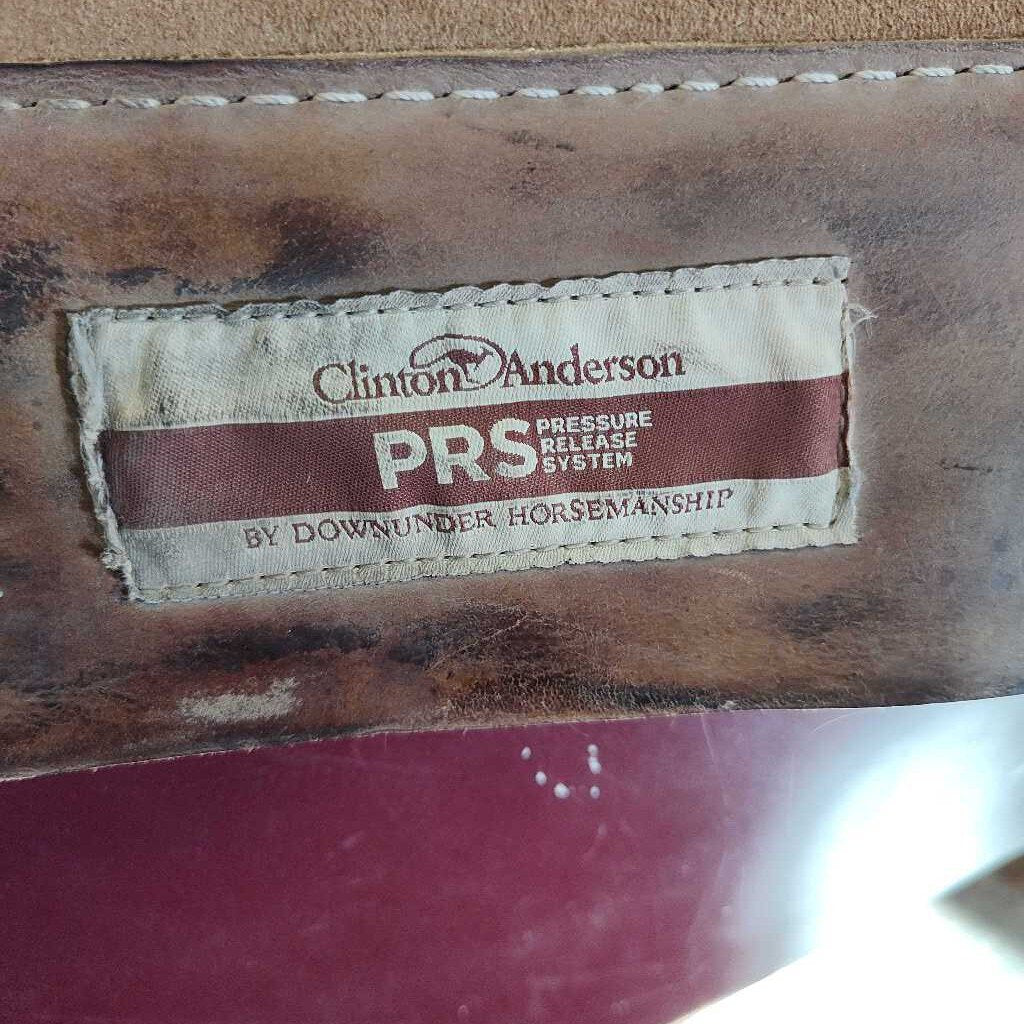 Clinton Anderson
PRS PRESSURE
RELEASE
SYSTEM
BY DOWNUNDER HORSEMANSHIP